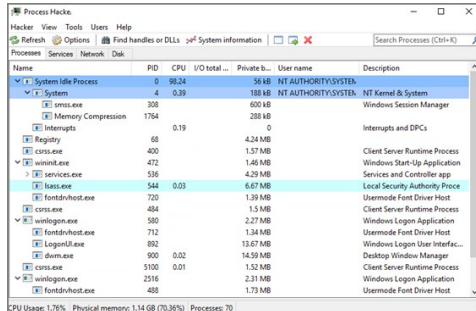 Process Hacke
Hacker View Tools Users Help
Refresh Options Find handles or DLLs System information Search Processes (Ctrl+K)
Processes Services Network Disk
Name PID CPU I/O total ... Private b... User name Description
System Idle Process 0 98.24 56 kB NT AUTHORITY\SYSTEM
System 4 0.39 188 kB NT AUTHORITY\SYSTEM NT Kernel & System
smss.exe 308 600 kB Windows Session Manager
Memory Compression 1764 288 kB
Interrupts 0.19 0 Interrupts and DPCs
Registry 68 4.24 MB
csrss.exe 400 1.57 MB Client Server Runtime Process
wininit.exe 472 1.46 MB Windows Start-Up Application
services.exe 536 4.29 MB Services and Controller app
lsass.exe 544 0.03 6.67 MB Local Security Authority Proce
fontdrvhost.exe 720 1.39 MB Usermode Font Driver Host
csrss.exe 484 1.5 MB Client Server Runtime Process
winlogon.exe 580 2.27 MB Windows Logon Application
fontdrvhost.exe 712 1.34 MB Usermode Font Driver Host
LogonUI.exe 892 13.67 MB Windows Logon User Interfac...
dwm.exe 900 0.02 14.59 MB Desktop Window Manager
csrss.exe 5100 0.01 1.52 MB Client Server Runtime Process
winlogon.exe 2516 2.31 MB Windows Logon Application
fontdrvhost.exe 488 1.73 MB Usermode Font Driver Host
CPU Usage: 1.76% Physical memory: 1.14 GB (70.36%) Processes: 70